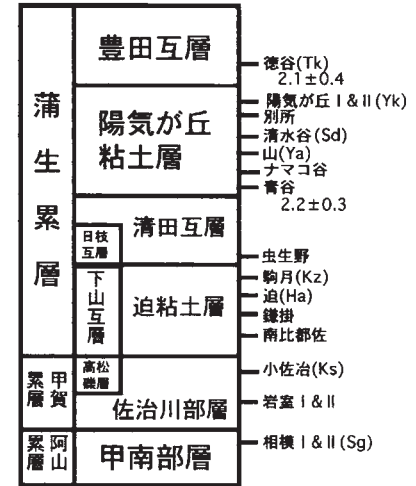 蒲生累層
甲賀累層
阿山累層
豊田互層
陽気が丘
粘土層
清田互層
日枝
互層
下山互層
迫粘土層
高松
礫層
佐治川部層
甲南部層
徳谷(Tk)
2.1±0.4
陽気が丘 I & II (Yk)
別所
清水谷(Sd)
山(Ya)
ナマコ谷
青谷
2.2±0.3
虫生野
駒月(Kz)
迫(Ha)
鎌掛
南比都佐
小佐冶(Ks)
岩室 I & II
相模 I & II (Sg)